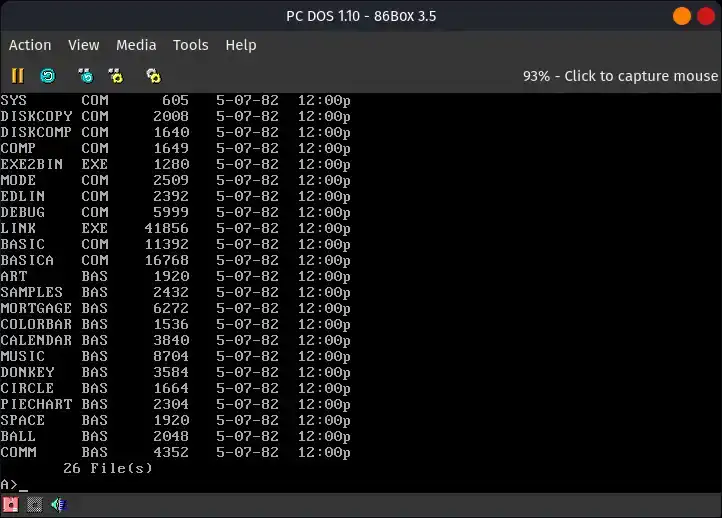 PC DOS 1.10 - 86Box 3.5
Action View Media Tools Help
93% - Click to capture mouse
SYS      COM      605   5-07-82  12:00p
DISKCOPY COM     2008   5-07-82  12:00p
DISKCOMP COM     1640   5-07-82  12:00p
COMP     COM     1649   5-07-82  12:00p
EXE2BIN  EXE     1280   5-07-82  12:00p
MODE     COM     2509   5-07-82  12:00p
EDLIN    COM     2392   5-07-82  12:00p
DEBUG    COM     5999   5-07-82  12:00p
LINK     EXE    41856   5-07-82  12:00p
BASIC    COM    11392   5-07-82  12:00p
BASICA   COM    16768   5-07-82  12:00p
ART      BAS     1920   5-07-82  12:00p
SAMPLES  BAS     2432   5-07-82  12:00p
MORTGAGE BAS     6272   5-07-82  12:00p
COLORBAR BAS     1536   5-07-82  12:00p
CALENDAR BAS     3840   5-07-82  12:00p
MUSIC    BAS     8704   5-07-82  12:00p
DONKEY   BAS     3584   5-07-82  12:00p
CIRCLE   BAS     1664   5-07-82  12:00p
PIECHART BAS     2304   5-07-82  12:00p
SPACE    BAS     1920   5-07-82  12:00p
BALL     BAS     2048   5-07-82  12:00p
COMM     BAS     4352   5-07-82  12:00p
       26 File(s)
A>_